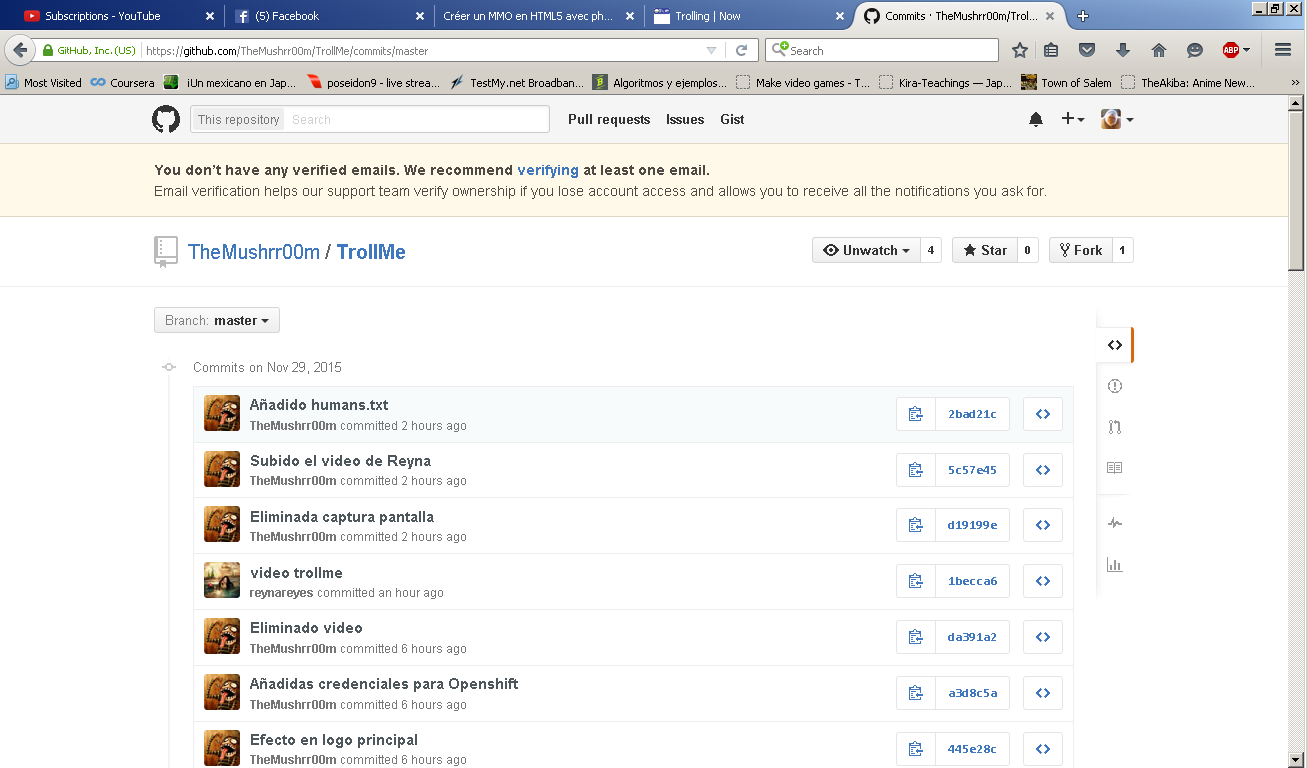 Subscriptions - YouTube
(5) Facebook
Créer un MMO en HTML5 avec ph...
Trolling | Now
Commits · TheMushrr00m/Trol...
GitHub, Inc. (US)
https://github.com/TheMushrr00m/TrollMe/commits/master
Search
ABP
Most Visited
Coursera
iUn mexicano en Jap...
poseidon9 - live strea...
TestMy.net Broadban...
Algoritmos y ejemplos...
Make video games - T...
Kira-Teachings — Jap...
Town of Salem
TheAkiba: Anime New...
This repository
Search
Pull requests
Issues
Gist
You don't have any verified emails. We recommend verifying at least one email.
Email verification helps our support team verify ownership if you lose account access and allows you to receive all the notifications you ask for.
TheMushrr00m / TrollMe
Unwatch
4
Star
0
Fork
1
Branch: master
Commits on Nov 29, 2015
Añadido humans.txt
TheMushrr00m committed 2 hours ago
2bad21c
Subido el video de Reyna
TheMushrr00m committed 2 hours ago
5c57e45
Eliminada captura pantalla
TheMushrr00m committed 2 hours ago
d19199e
video trollme
reynareyes committed an hour ago
1becca6
Eliminado video
TheMushrr00m committed 6 hours ago
da391a2
Añadidas credenciales para Openshift
TheMushrr00m committed 6 hours ago
a3d8c5a
Efecto en logo principal
TheMushrr00m committed 6 hours ago
445e28c